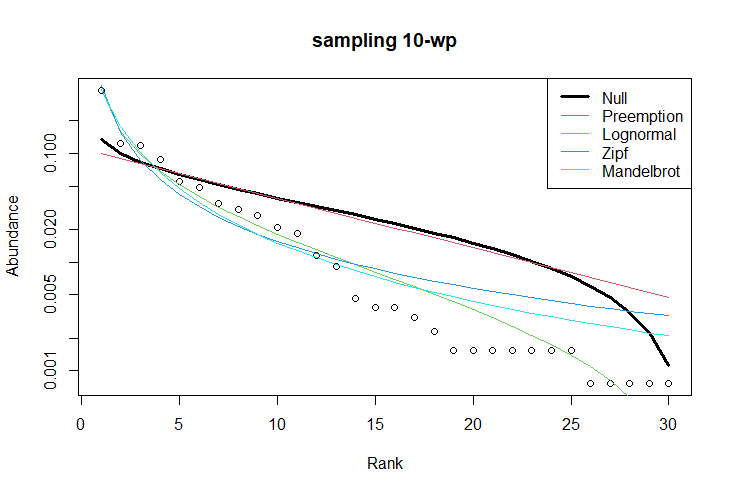 sampling 10-wp
Null
Preemption
Lognormal
Zipf
Mandelbrot
Abundance
0.100
0.020
0.005
0.001
0 5 10 15 20 25 30
Rank